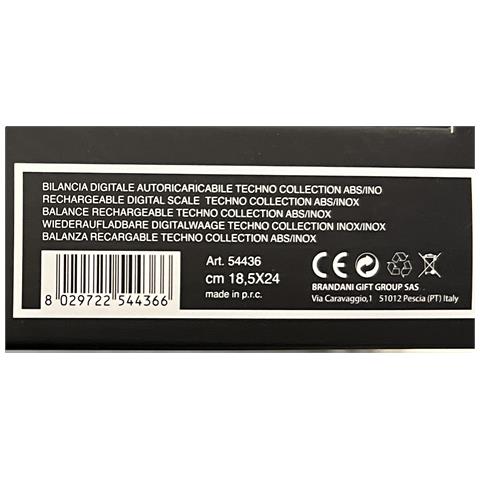 BILANCIA DIGITALE AUTORICARICABILE TECHNO COLLECTION ABS/INO
RECHARGEABLE DIGITAL SCALE TECHNO COLLECTION ABS/INOX
BALANCE RECHARGEABLE TECHNO COLLECTION ABS/INOX
WIEDERAUFLADBARE DIGITALWAAGE TECHNO COLLECTION INOX/INOX
BALANZA RECARGABLE TECHNO COLLECTION ABS/INOX
Art. 54436
cm 18,5X24
made in p.r.c.
8 029722 544366
CE
BRANDANI GIFT GROUP SAS
Via Caravaggio,1 51012 Pescia (PT) Italy